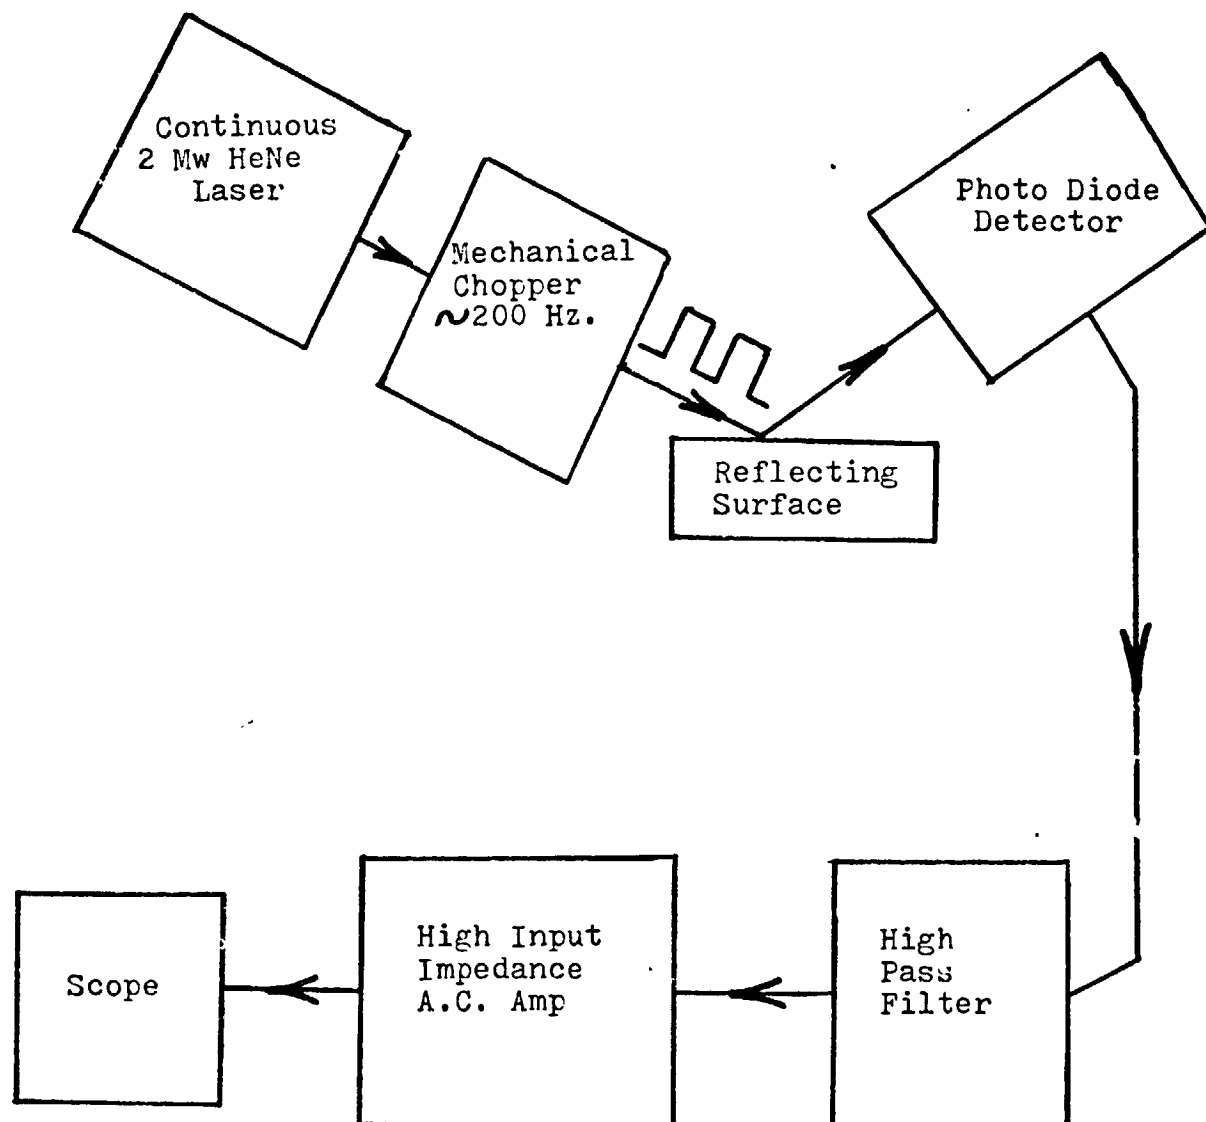 Continuous
2 Mw HeNe
Laser
Mechanical
Chopper
~200 Hz.
Photo Diode
Detector
Reflecting
Surface
High Input
Impedance
A.C. Amp
High
Pass
Filter
Scope